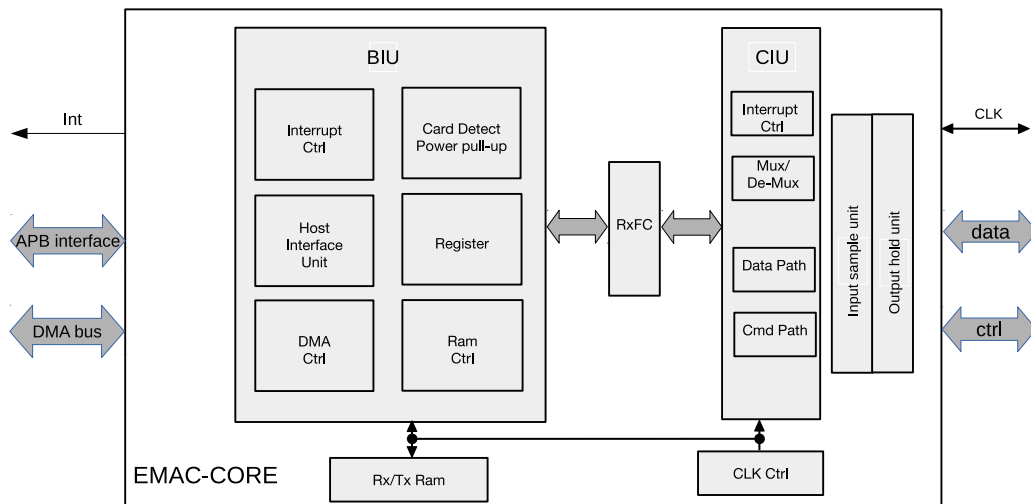 Int
APB interface
DMA bus
BIU
Interrupt
Ctrl
Card Detect
Power pull-up
Host
Interface
Unit
Register
DMA
Ctrl
Ram
Ctrl
RxFC
CIU
Interrupt
Ctrl
Mux/
De-Mux
Data Path
Cmd Path
Input sample unit
Output hold unit
CLK
data
ctrl
EMAC-CORE
Rx/Tx Ram
CLK Ctrl